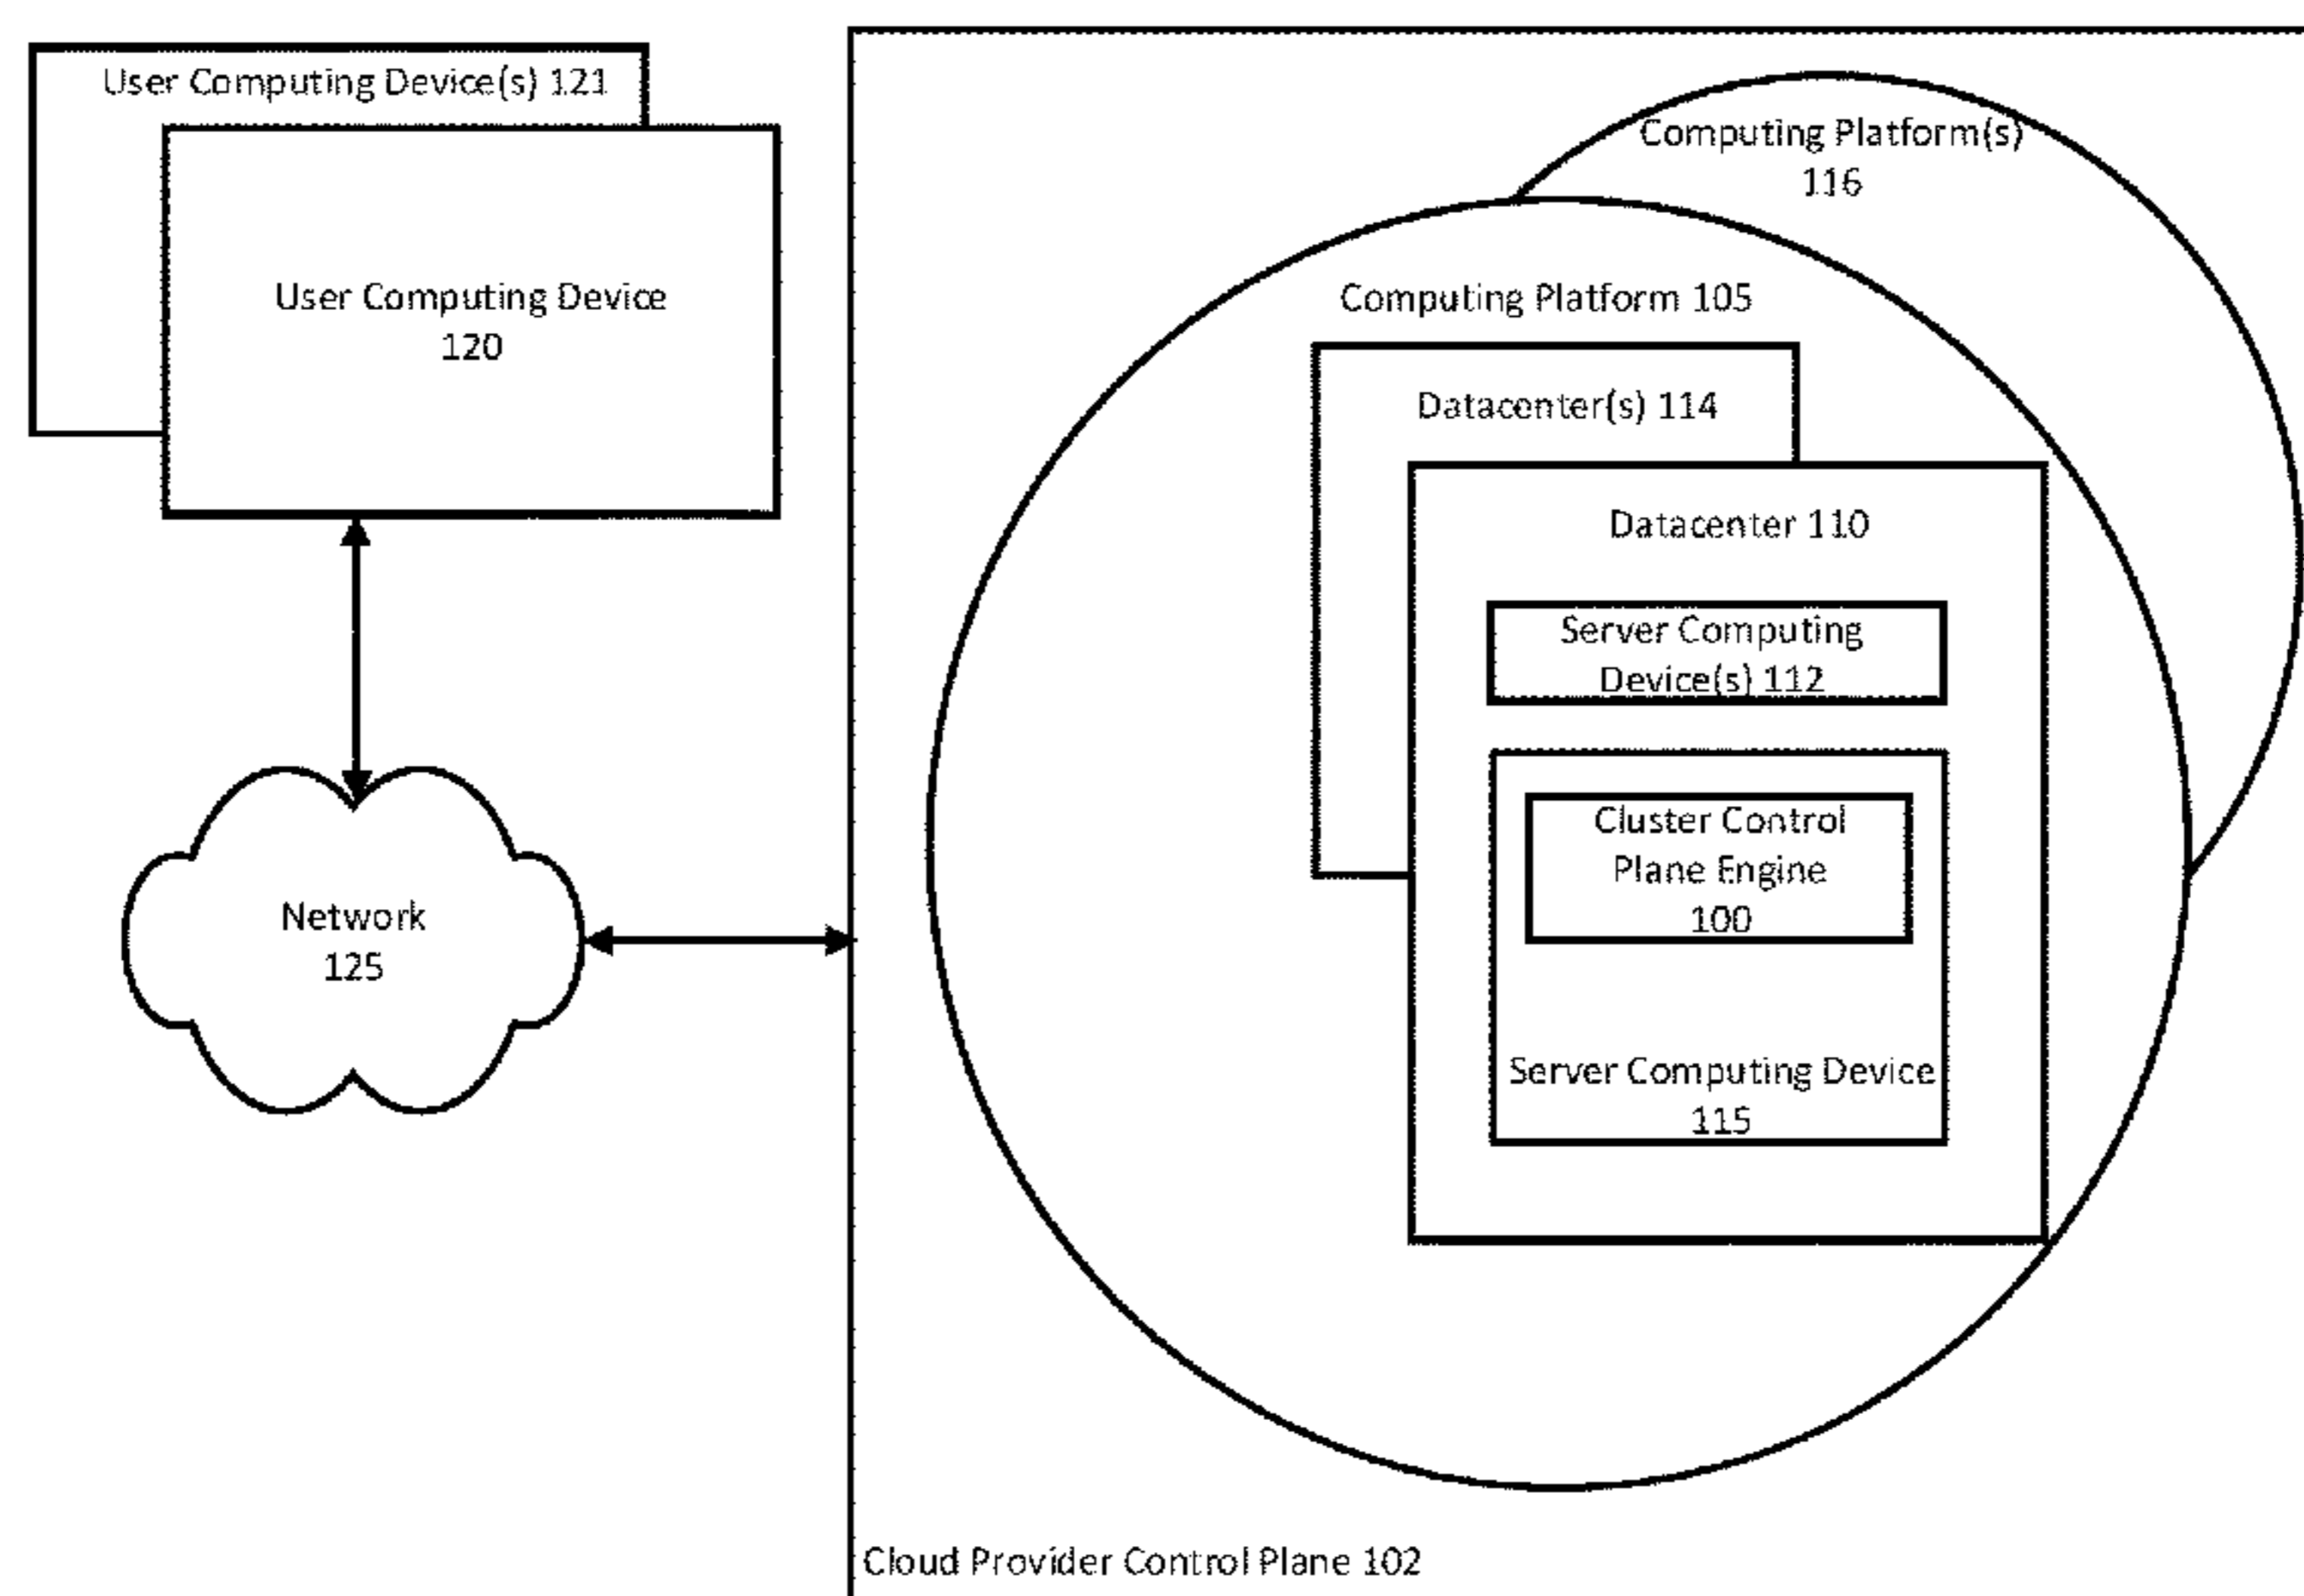 User Computing Device(s) 121
User Computing Device
120
Network
125
Computing Platform(s)
116
Computing Platform 105
Datacenter(s) 114
Datacenter 110
Server Computing
Device(s) 112
Cluster Control
Plane Engine
100
Server Computing Device
115
Cloud Provider Control Plane 102